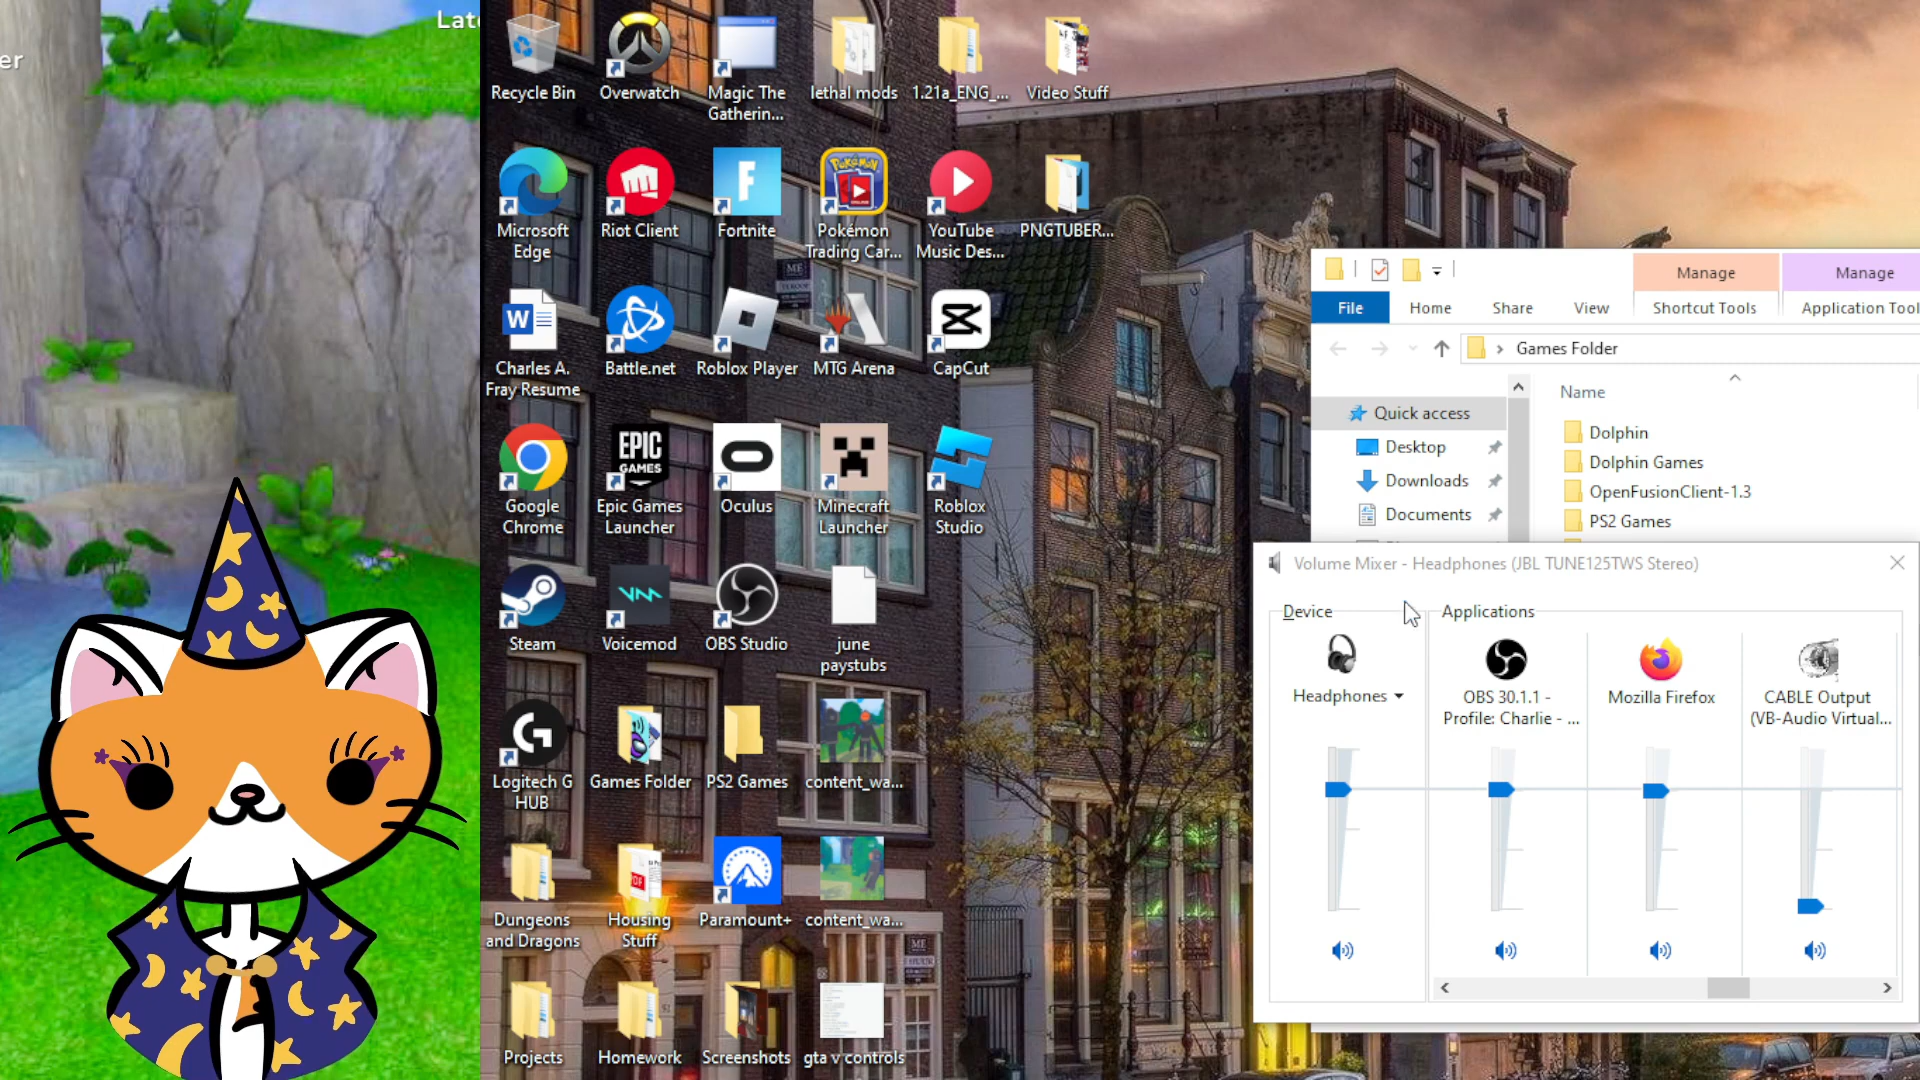 Late
er
Recycle Bin
Overwatch
Magic The
Gatherin...
lethal mods
1.21a_ENG_...
Video Stuff
Microsoft
Edge
Riot Client
Fortnite
Pokémon
Trading Car...
YouTube
Music Des...
PNGTUBER...
Charles A.
Fray Resume
Battle.net
Roblox Player
MTG Arena
CapCut
EPIC
GAMES
Google
Chrome
Epic Games
Launcher
Oculus
Minecraft
Launcher
Roblox
Studio
Steam
Voicemod
OBS Studio
june
paystubs
Logitech G
HUB
Games Folder
PS2 Games
content_wa...
Dungeons
and Dragons
Housing
Stuff
Paramount+
content_wa...
Projects
Homework
Screenshots
gta v controls
Manage
Manage
File
Home
Share
View
Shortcut Tools
Application Tool
Games Folder
Name
Quick access
Desktop
Downloads
Documents
Dolphin
Dolphin Games
OpenFusionClient-1.3
PS2 Games
Volume Mixer - Headphones (JBL TUNE125TWS Stereo)
Device
Applications
Headphones
OBS 30.1.1 -
Profile: Charlie - ...
Mozilla Firefox
CABLE Output
(VB-Audio Virtual...